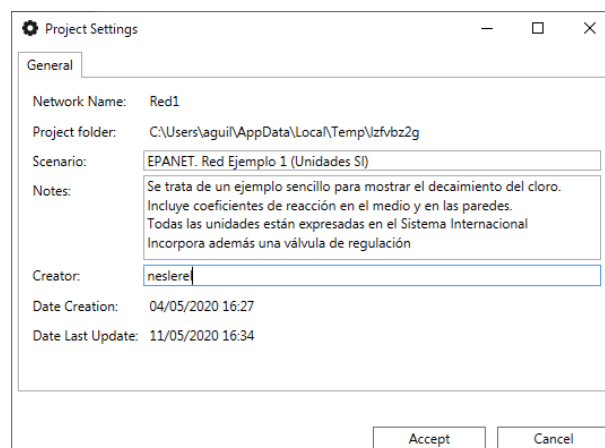 Project Settings
General
Network Name: Red1
Project folder: C:\Users\aguil\AppData\Local\Temp\lzfvbz2g
Scenario: EPANET. Red Ejemplo 1 (Unidades SI)
Notes: Se trata de un ejemplo sencillo para mostrar el decaimiento del cloro.
Incluye coeficientes de reacción en el medio y en las paredes.
Todas las unidades están expresadas en el Sistema Internacional
Incorpora además una válvula de regulación
Creator: neslerel
Date Creation: 04/05/2020 16:27
Date Last Update: 11/05/2020 16:34
Accept Cancel